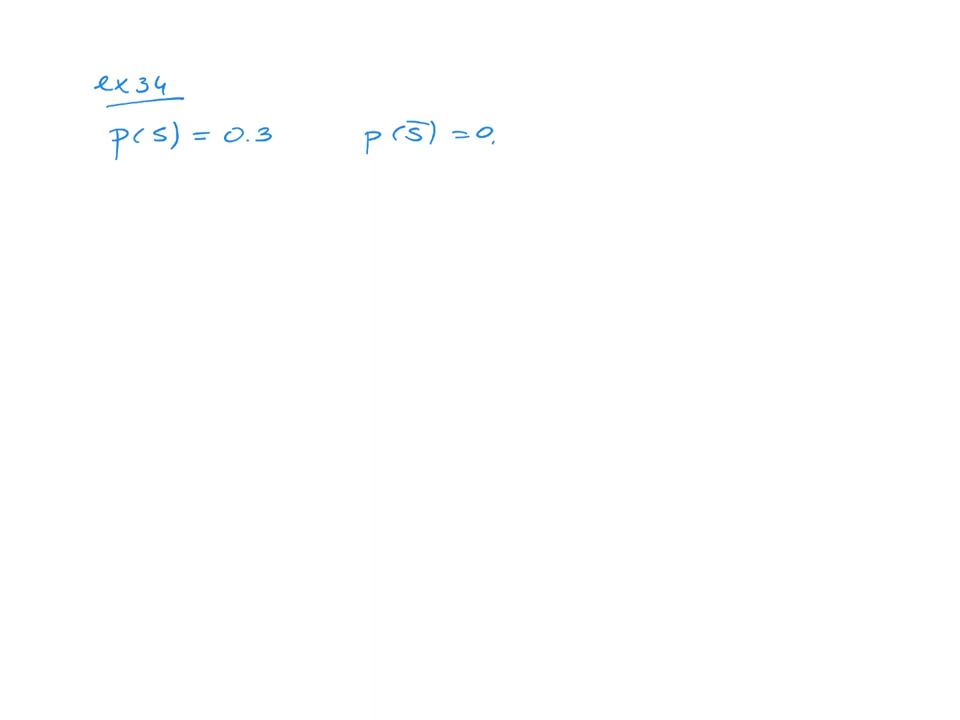 ex 34
p(S) = 0.3 p(S̅) = 0.